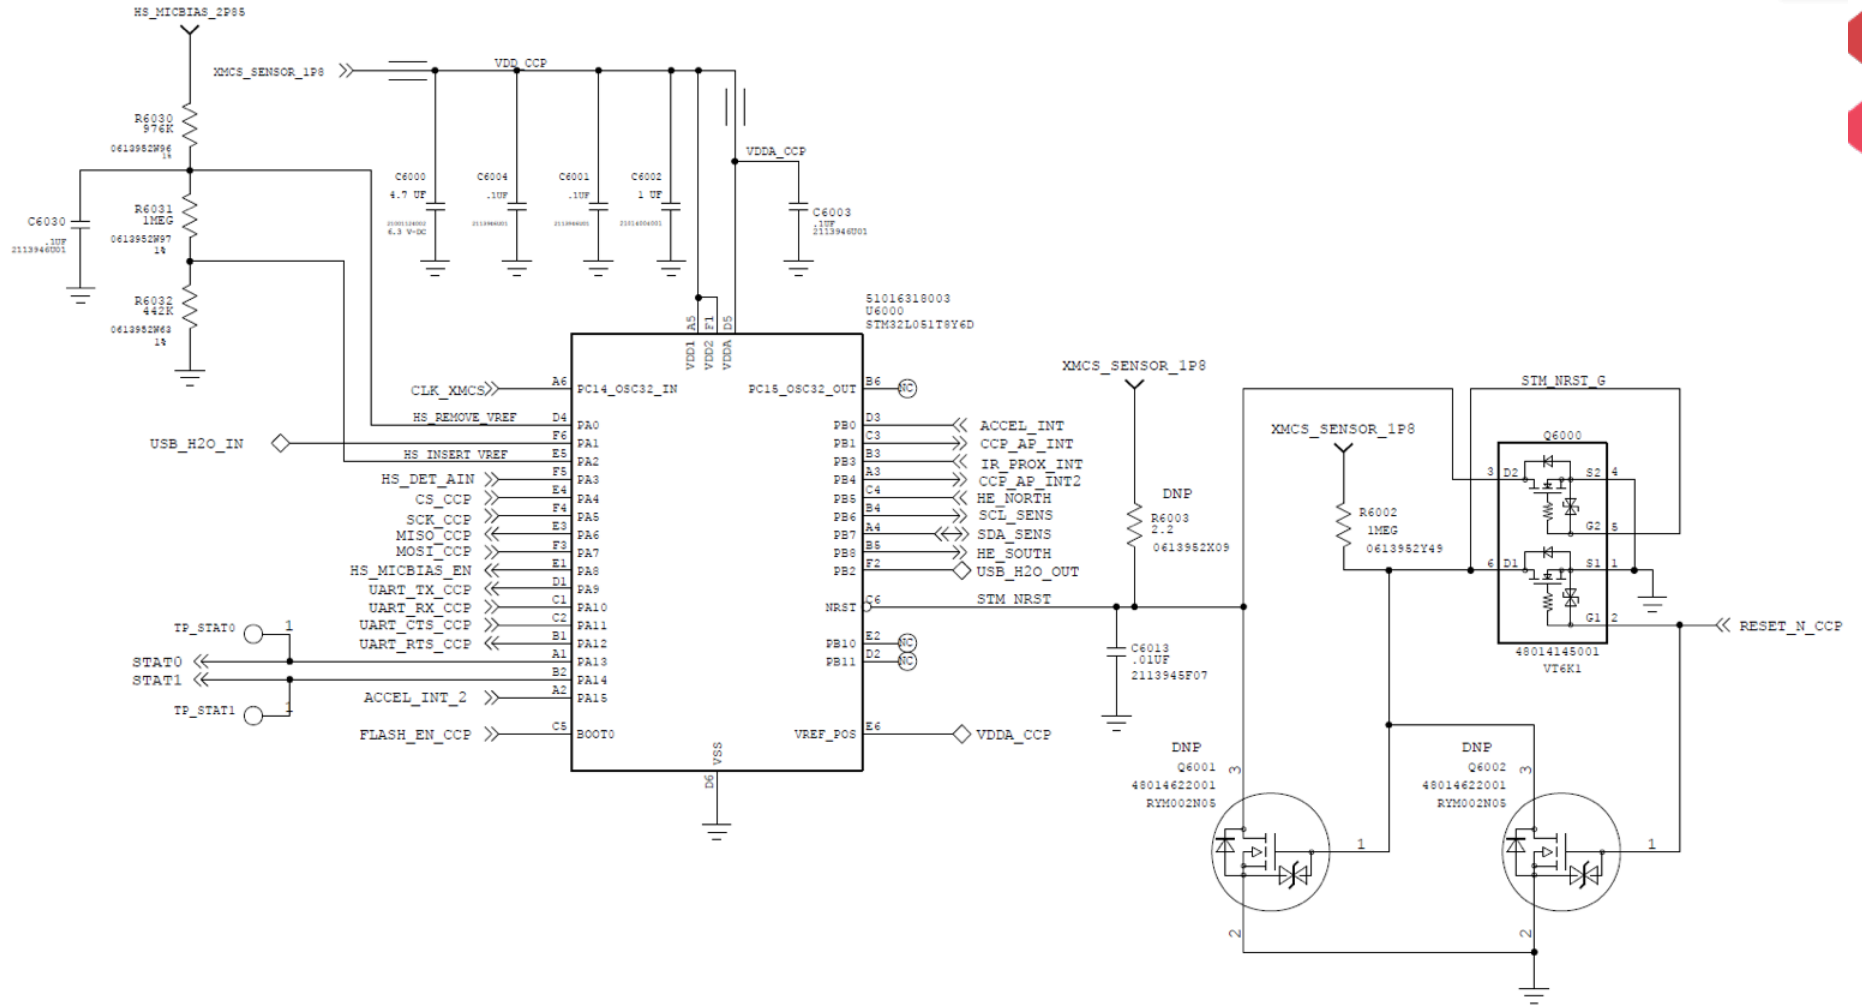 HS_MICBIAS_2P85
XMCS_SENSOR_1P8
VDD_CCP
R6030
976K
0613952W96
1%
VDDA_CCP
C6000
4.7 UF
21001124002
6.3 V-DC
C6004
.1UF
2113946U01
C6001
.1UF
2113946U01
C6002
1 UF
21014004001
C6003
.1UF
2113946U01
C6030
.1UF
2113946U01
R6031
1MEG
0613952W97
1%
R6032
442K
0613952W63
1%
51016318003
U6000
STM32L051T8Y6D
A5
F1
D5
VDD1
VDD2
VDDA
CLK_XMCS A6 PC14_OSC32_IN
HS_REMOVE_VREF D4 PA0
USB_H2O_IN F6 PA1
HS_INSERT_VREF E5 PA2
HS_DET_AIN F5 PA3
CS_CCP E4 PA4
SCK_CCP F4 PA5
MISO_CCP E3 PA6
MOSI_CCP F3 PA7
HS_MICBIAS_EN E1 PA8
UART_TX_CCP D1 PA9
UART_RX_CCP C1 PA10
UART_CTS_CCP C2 PA11
UART_RTS_CCP B1 PA12
TP_STAT0 1
STAT0 A1 PA13
STAT1 B2 PA14
TP_STAT1 1
ACCEL_INT_2 A2 PA15
FLASH_EN_CCP C5 BOOT0
VSS
D6
PC15_OSC32_OUT B6 NC
PB0 D3 ACCEL_INT
PB1 C3 CCP_AP_INT
PB3 B3 IR_PROX_INT
PB4 A3 CCP_AP_INT2
PB5 C4 HE_NORTH
PB6 B4 SCL_SENS
PB7 A4 SDA_SENS
PB8 B5 HE_SOUTH
PB2 F2 USB_H2O_OUT
NRST C6 STM_NRST
PB10 E2 NC
PB11 D2 NC
VREF_POS E6 VDDA_CCP
XMCS_SENSOR_1P8
DNP
R6003
2.2
0613952X09
C6013
.01UF
2113945F07
XMCS_SENSOR_1P8
R6002
1MEG
0613952Y49
STM_NRST_G
Q6000
3 D2 S2 4
G2 5
6 D1 S1 1
G1 2
RESET_N_CCP
48014145001
VT6K1
DNP
Q6001
48014622001
RYM002N05
3
1
2
DNP
Q6002
48014622001
RYM002N05
3
1
2